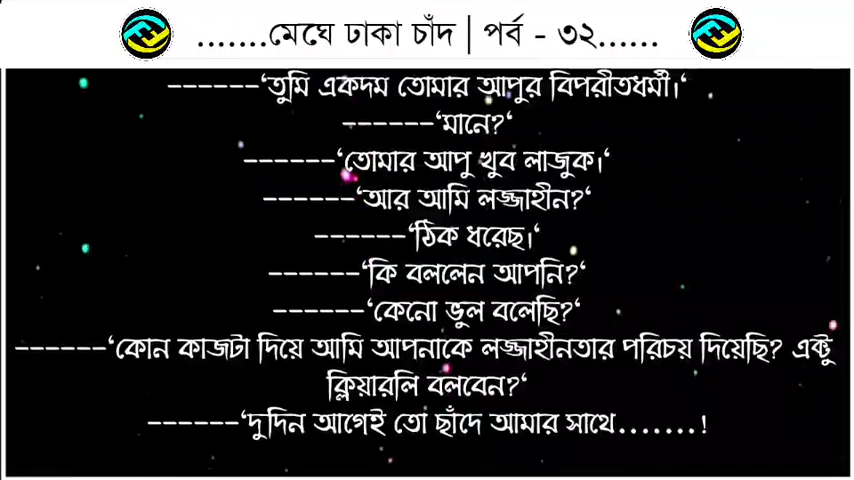 .......মেঘে ঢাকা চাঁদ | পর্ব - ৩২......
------‘তুমি একদম তোমার আপুর বিপরীতধর্মী।‘
------‘মানে?‘
------‘তোমার আপু খুব লাজুক।‘
------‘আর আমি লজ্জাহীন?‘
------‘ঠিক ধরেছ।‘
------‘কি বললেন আপনি?‘
------‘কেনো ভুল বলেছি?‘
------‘কোন কাজটা দিয়ে আমি আপনাকে লজ্জাহীনতার পরিচয় দিয়েছি? এক্টু
ক্লিয়ারলি বলবেন?‘
------‘দুদিন আগেই তো ছাঁদে আমার সাথে.......!